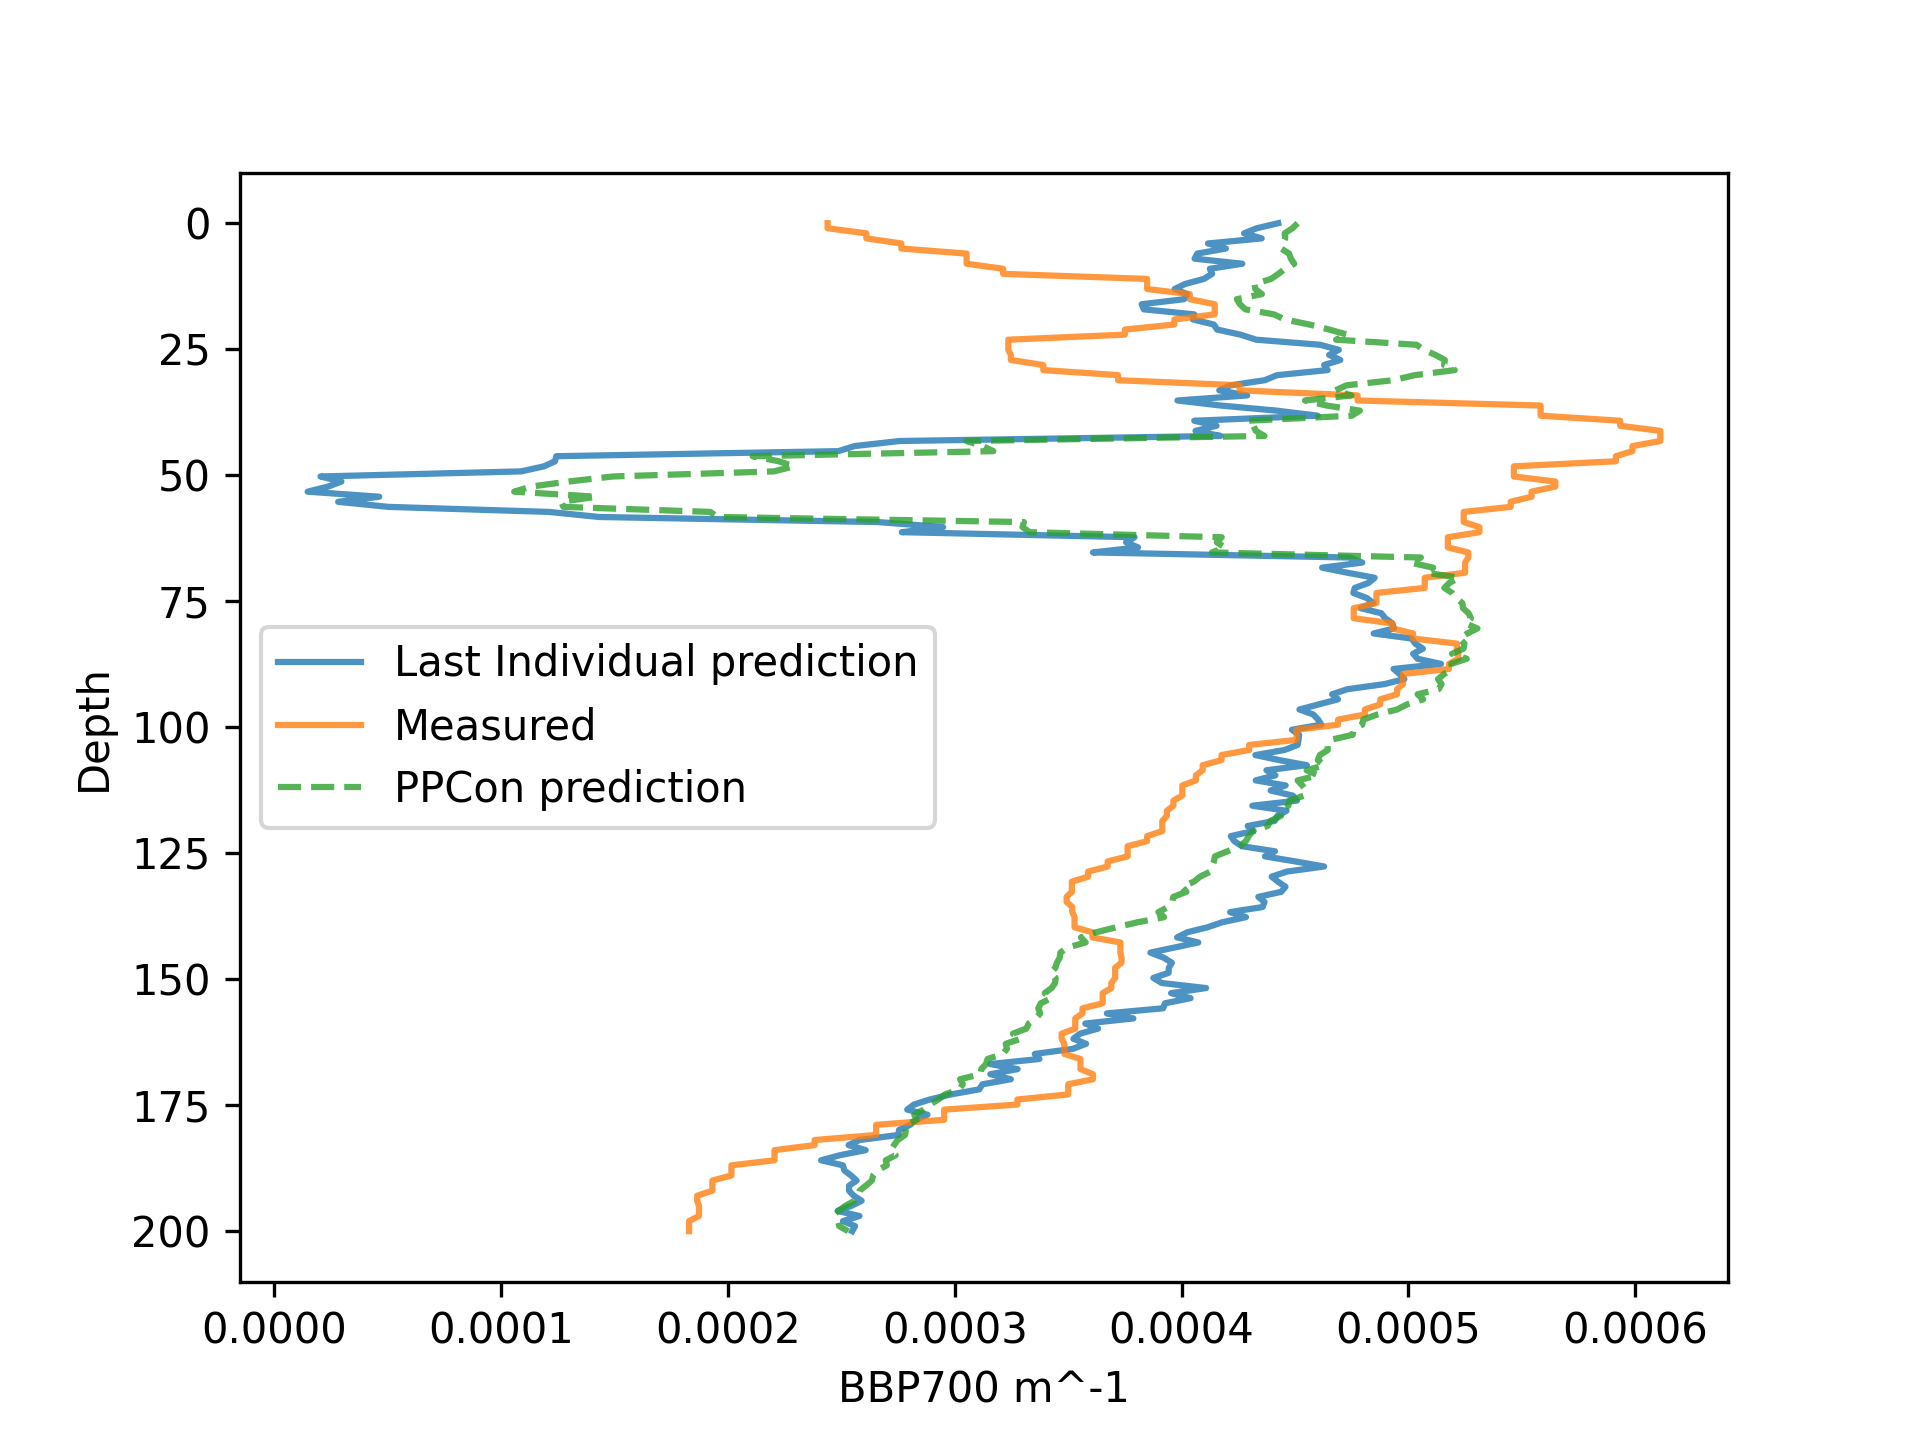 0
25
50
75
100
125
150
175
200
Depth
Last Individual prediction
Measured
PPCon prediction
0.0000 0.0001 0.0002 0.0003 0.0004 0.0005 0.0006
BBP700 m^-1